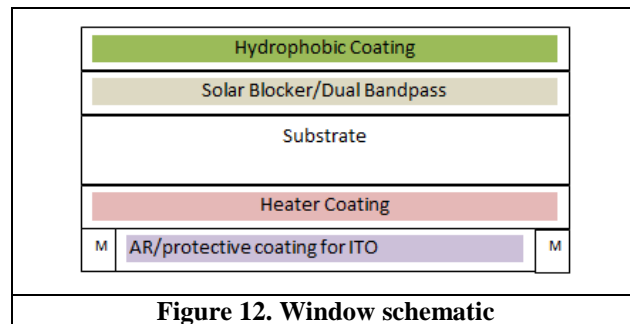 Hydrophobic Coating
Solar Blocker/Dual Bandpass
Substrate
Heater Coating
M AR/protective coating for ITO M
Figure 12. Window schematic